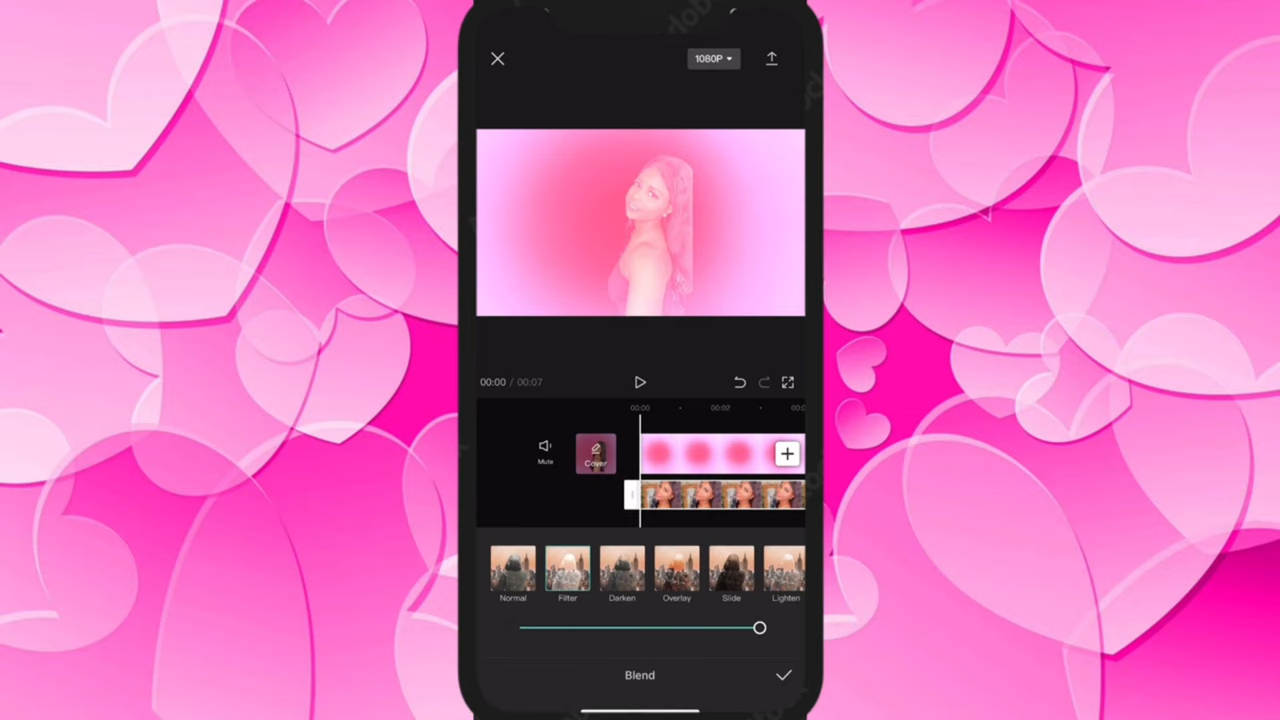 1080P
00:00 / 00:07
00:00
00:02
Mute
Cover
Normal
Filter
Darken
Overlay
Slide
Lighten
Blend